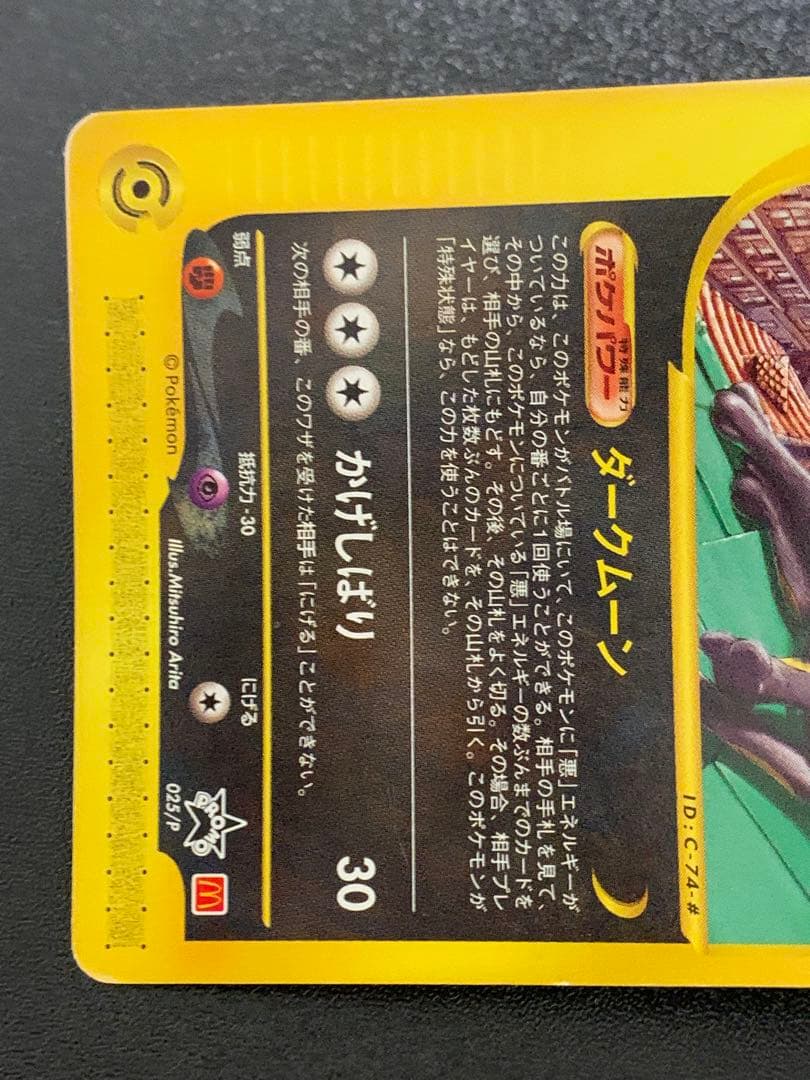 ID:C-74-#
ポケパワー
特殊能力
ダークムーン
この力は、このポケモンがバトル場にいて、このポケモンに「悪」エネルギーが
ついているなら、自分の番ごとに1回使うことができる。相手の手札を見て、
その中から、このポケモンについている「悪」エネルギーの数ぶんまでのカードを
選び、相手の山札にもどす。その後、その山札をよく切る。その場合、相手プレ
イヤーは、もどした枚数ぶんのカードを、その山札から引く。このポケモンが
「特殊状態」なら、この力を使うことはできない。
かげしばり
30
次の相手の番、このワザを受けた相手は「にげる」ことができない。
弱点
抵抗力 -30
にげる
©Pokémon
Illus.Mitsuhiro Arita
PROMO
025/P